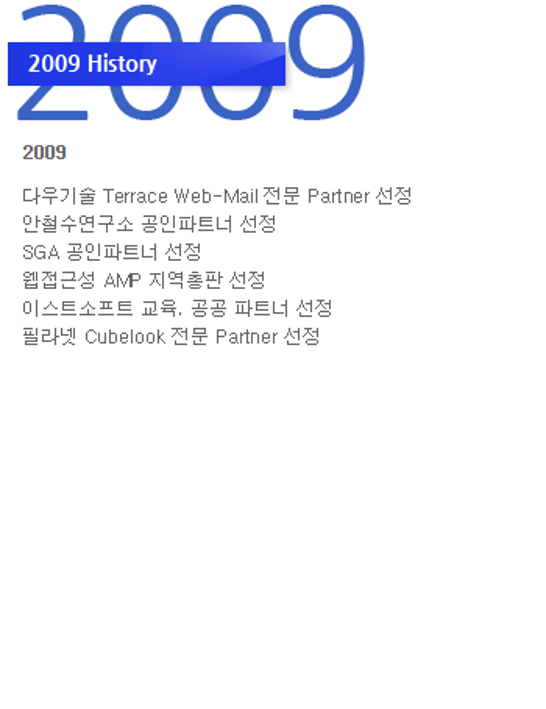 2009
2009 History
2009
다우기술 Terrace Web-Mail 전문 Partner 선정
안철수연구소 공인파트너 선정
SGA 공인파트너 선정
웹접근성 AMP 지역총판 선정
이스트소프트 교육. 공공 파트너 선정
필라넷 Cubelook 전문 Partner 선정